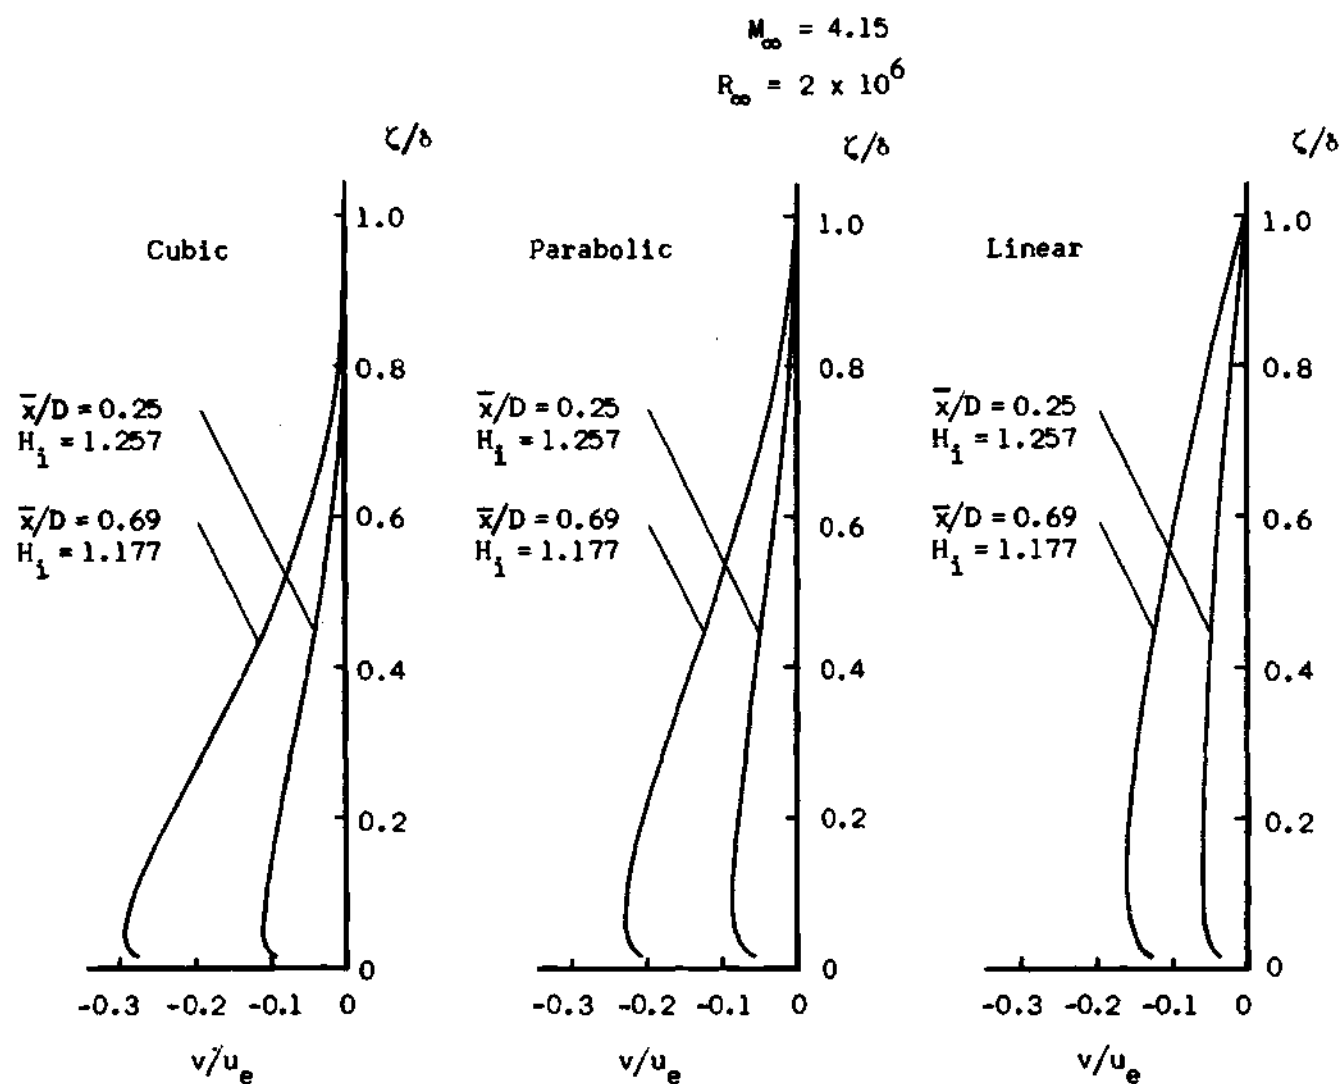 M∞ = 4.15
R∞ = 2 x 10^6
ζ/δ
ζ/δ
ζ/δ
1.0
1.0
1.0
Cubic
Parabolic
Linear
0.8
0.8
0.8
x̄/D = 0.25
H_i = 1.257
x̄/D = 0.25
H_i = 1.257
x̄/D = 0.25
H_i = 1.257
x̄/D = 0.69
H_i = 1.177
x̄/D = 0.69
H_i = 1.177
x̄/D = 0.69
H_i = 1.177
0.6
0.6
0.6
0.4
0.4
0.4
0.2
0.2
0.2
0
0
0
-0.3 -0.2 -0.1 0
-0.3 -0.2 -0.1 0
-0.3 -0.2 -0.1 0
v/u_e
v/u_e
v/u_e